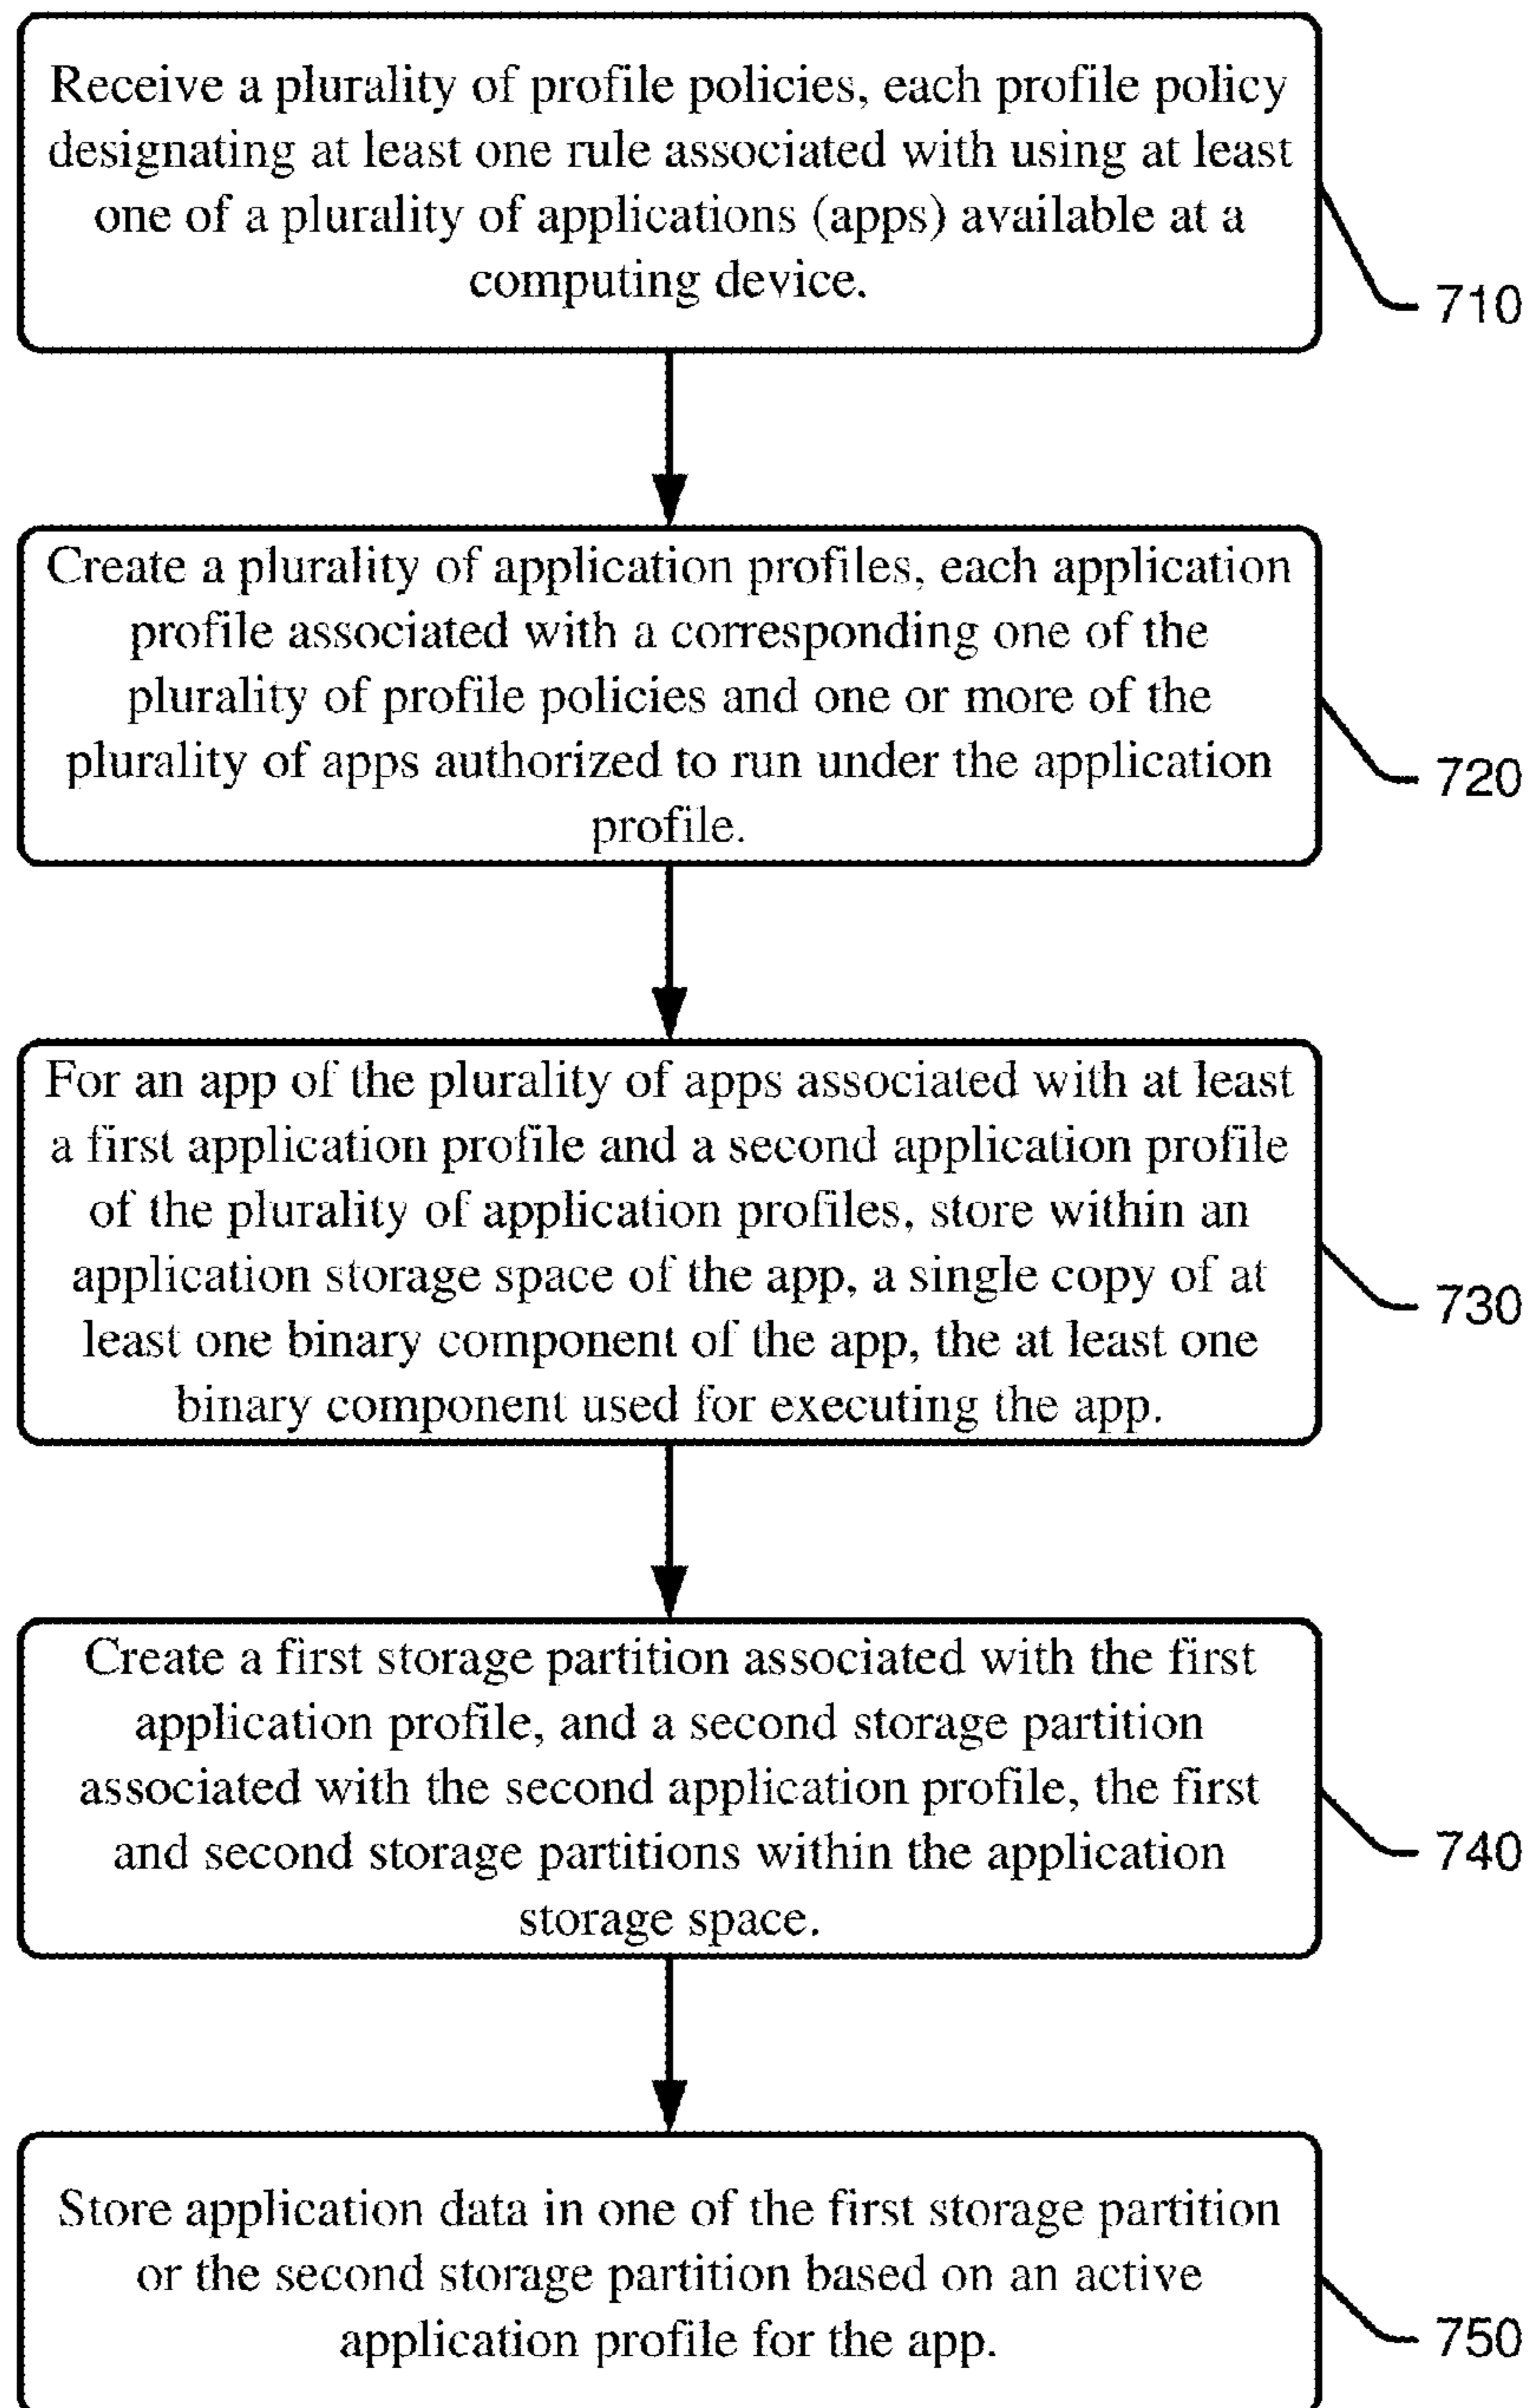 Receive a plurality of profile policies, each profile policy
designating at least one rule associated with using at least
one of a plurality of applications (apps) available at a
computing device.
710
Create a plurality of application profiles, each application
profile associated with a corresponding one of the
plurality of profile policies and one or more of the
plurality of apps authorized to run under the application
profile.
720
For an app of the plurality of apps associated with at least
a first application profile and a second application profile
of the plurality of application profiles, store within an
application storage space of the app, a single copy of at
least one binary component of the app, the at least one
binary component used for executing the app.
730
Create a first storage partition associated with the first
application profile, and a second storage partition
associated with the second application profile, the first
and second storage partitions within the application
storage space.
740
Store application data in one of the first storage partition
or the second storage partition based on an active
application profile for the app.
750